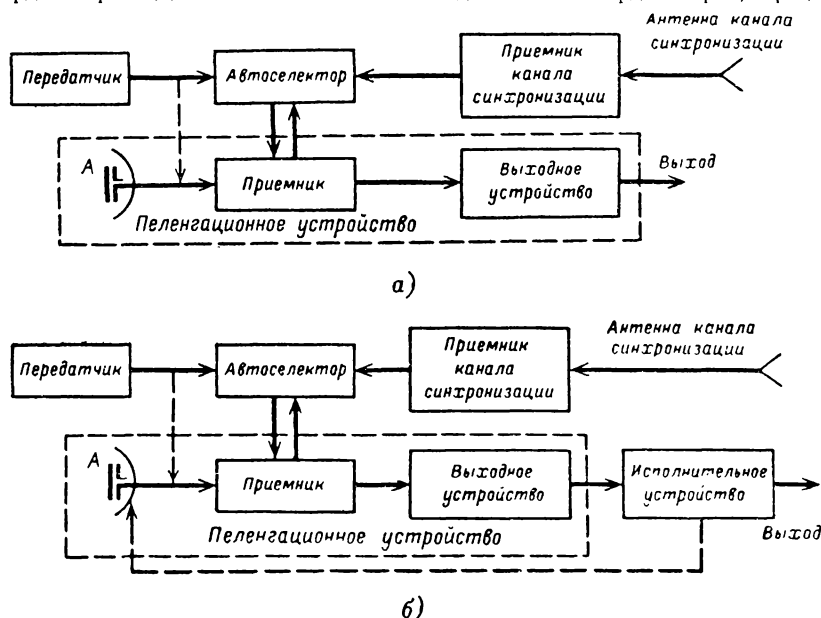 Антенна канала
синхронизации
Передатчик
Автоселектор
Приемник
канала
синхронизации
А
Приемник
Выходное
устройство
Выход
Пеленгационное устройство
а)
Передатчик
Автоселектор
Приемник
канала
синхронизации
Антенна канала
синхронизации
А
Приемник
Выходное
устройство
Исполнительное
устройство
Пеленгационное устройство
Выход
б)